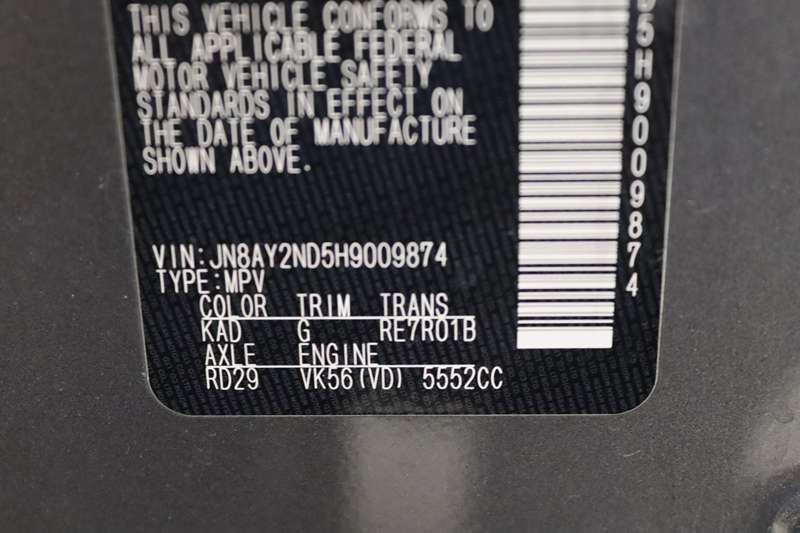 THIS VEHICLE CONFORMS TO
ALL APPLICABLE FEDERAL
MOTOR VEHICLE SAFETY
STANDARDS IN EFFECT ON
THE DATE OF MANUFACTURE
SHOWN ABOVE.
VIN:JN8AY2ND5H9009874
TYPE:MPV
COLOR TRIM TRANS
KAD G RE7R01B
AXLE ENGINE
RD29 VK56(VD) 5552CC
D5H9009874